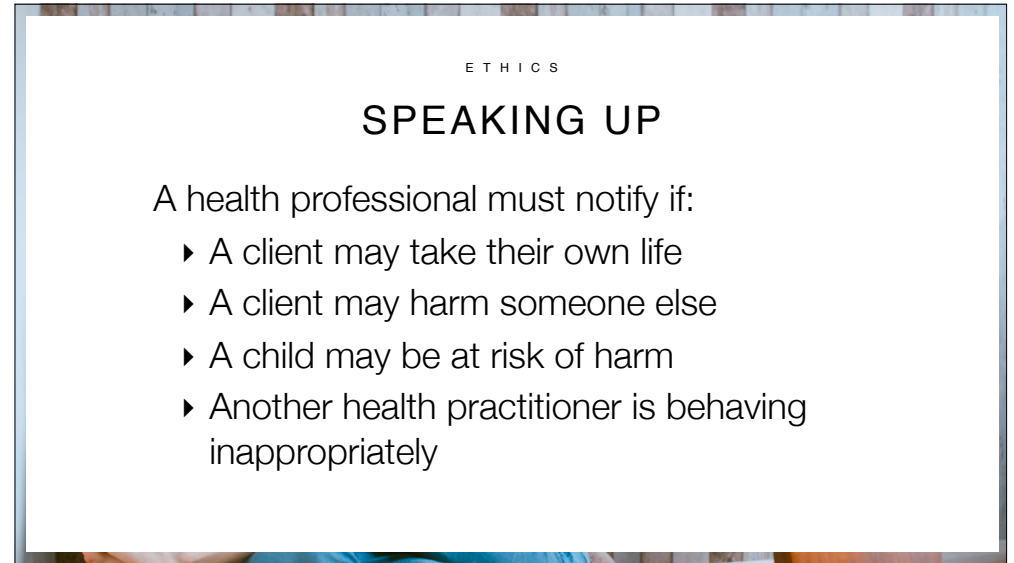 ETHICS
SPEAKING UP
A health professional must notify if:
‣ A client may take their own life
‣ A client may harm someone else
‣ A child may be at risk of harm
‣ Another health practitioner is behaving
inappropriately